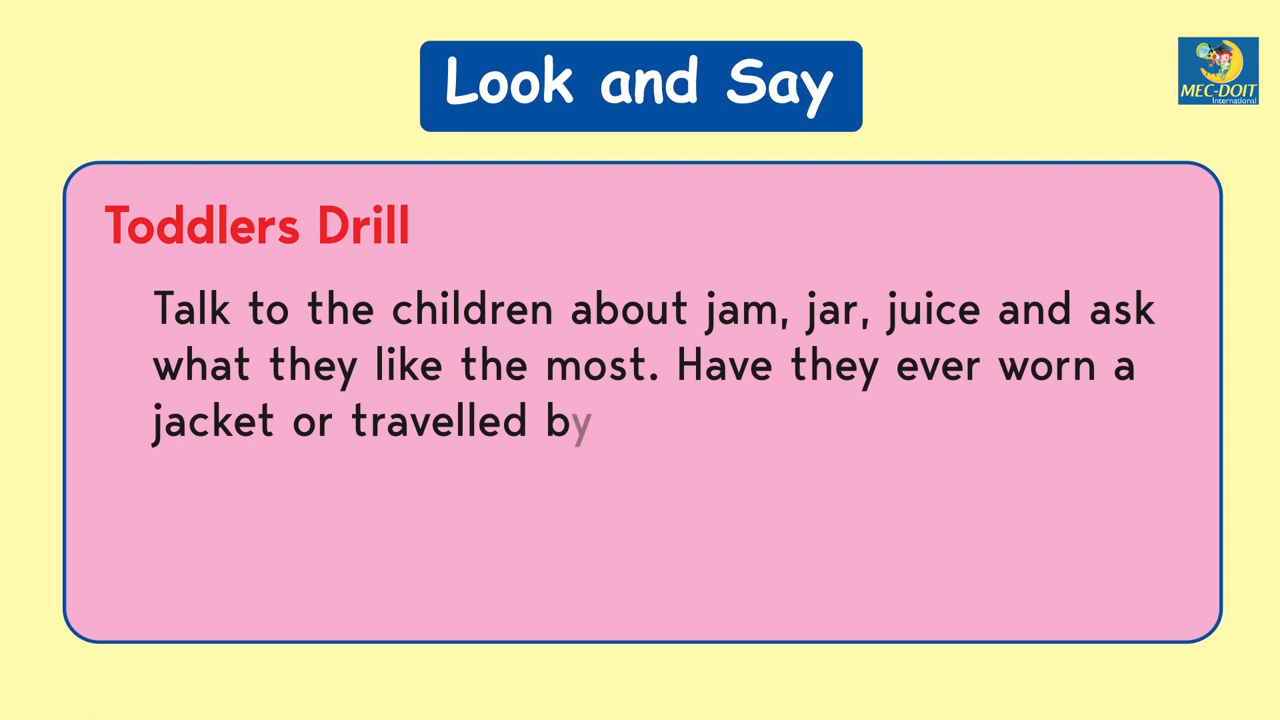 Look and Say
MEC-DOIT
International
Toddlers Drill
Talk to the children about jam, jar, juice and ask
what they like the most. Have they ever worn a
jacket or travelled by